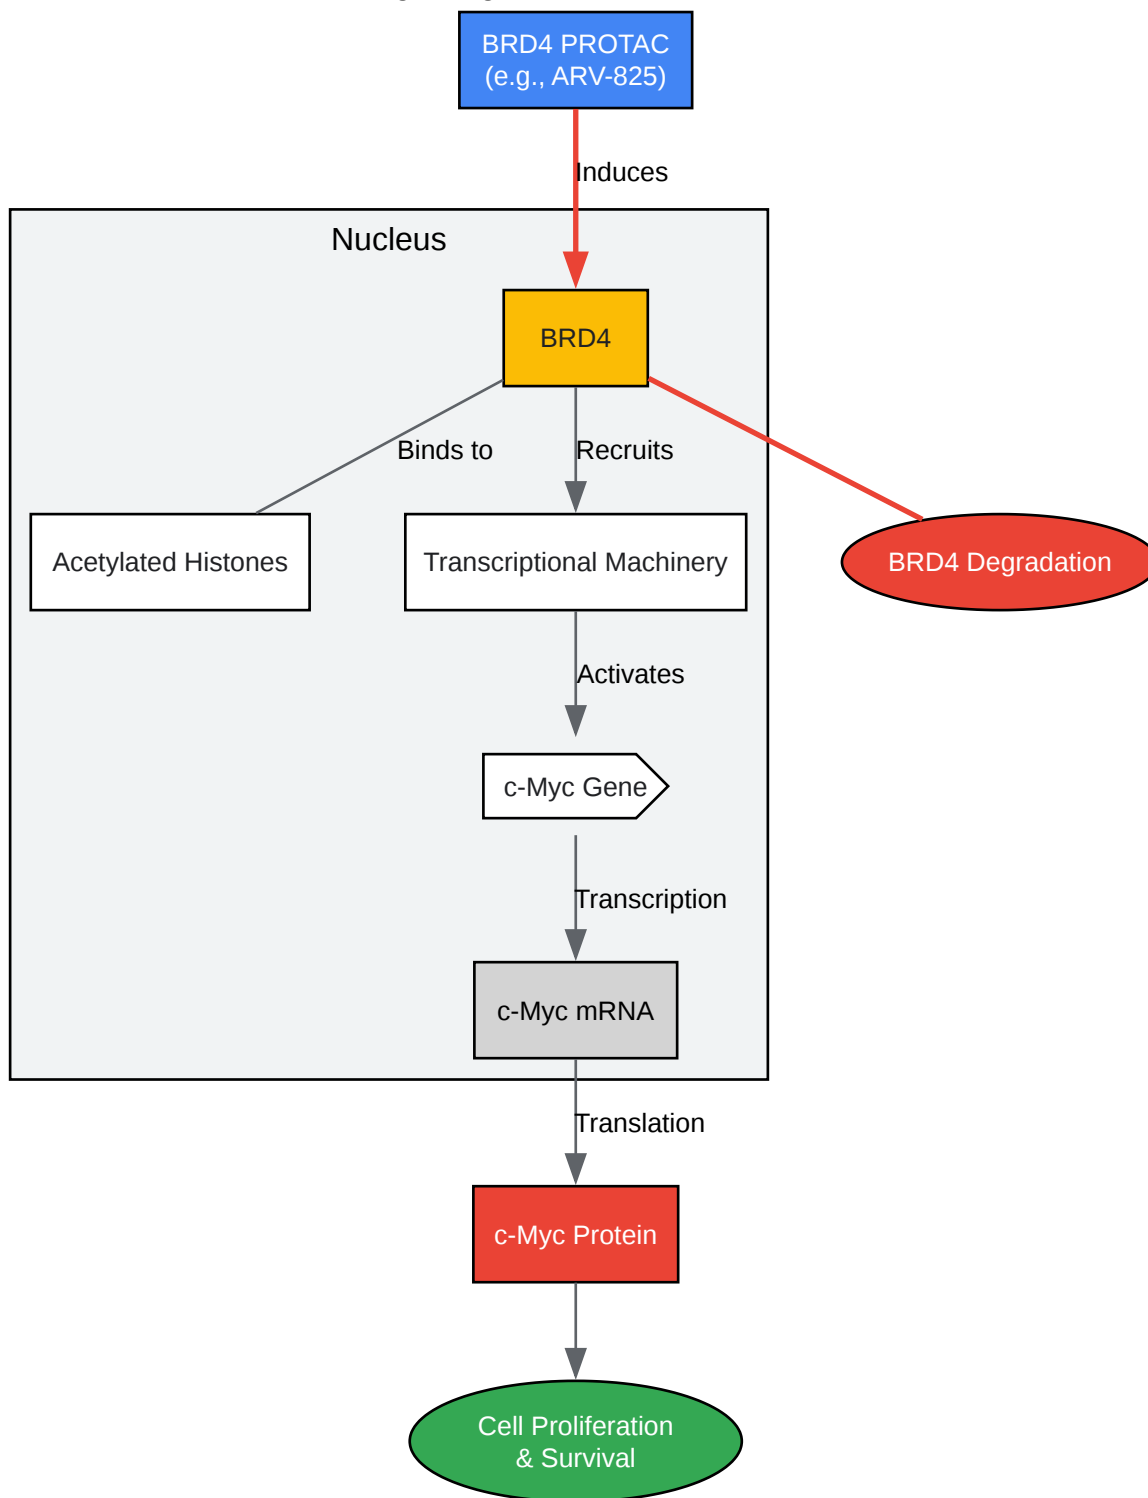 BRD4 PROTAC
(e.g., ARV-825)
Induces
Nucleus
BRD4
Binds to
Recruits
Acetylated Histones
Transcriptional Machinery
BRD4 Degradation
Activates
c-Myc Gene
Transcription
c-Myc mRNA
Translation
c-Myc Protein
Cell Proliferation
& Survival